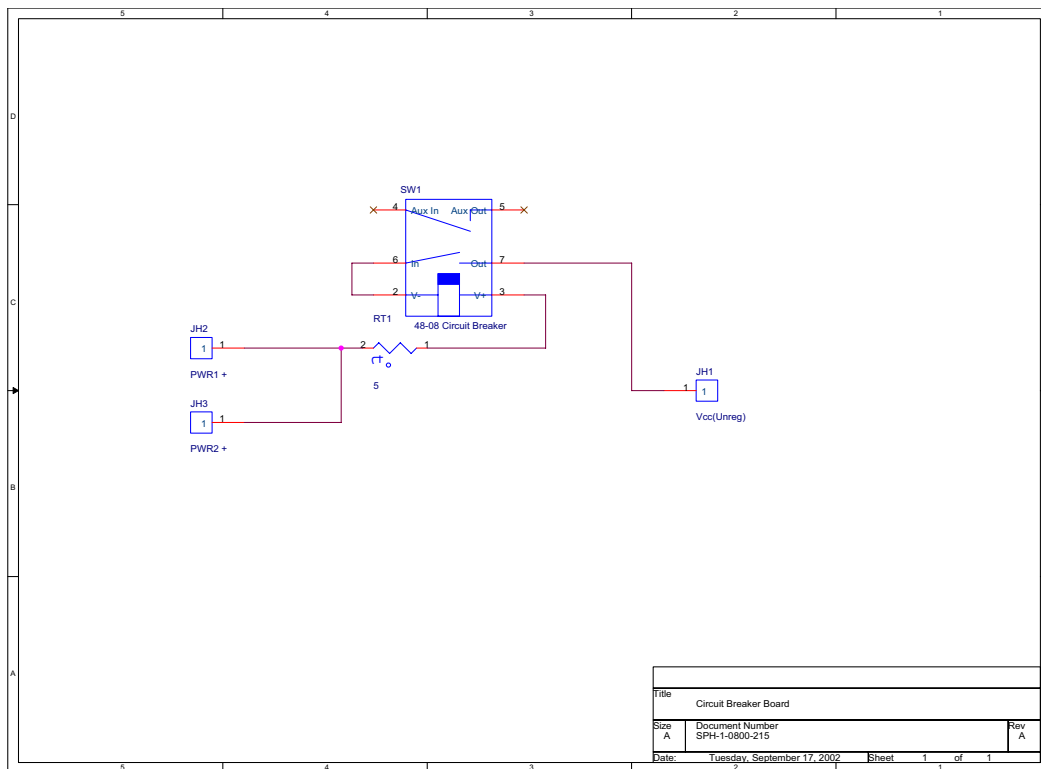 5 4 3 2 1
D
SW1
4 Aux In Aux Out 5
6 In Out 7
C
2 V- V+ 3
RT1
48-08 Circuit Breaker
JH2
1 1
2 1
PWR1 +
5
JH1
1 1
Vcc(Unreg)
JH3
1 1
PWR2 +
B
A
Title
Circuit Breaker Board
Size
A
Document Number
SPH-1-0800-215
Rev
A
Date: Tuesday, September 17, 2002 Sheet 1 of 1
5 4 3 2 1